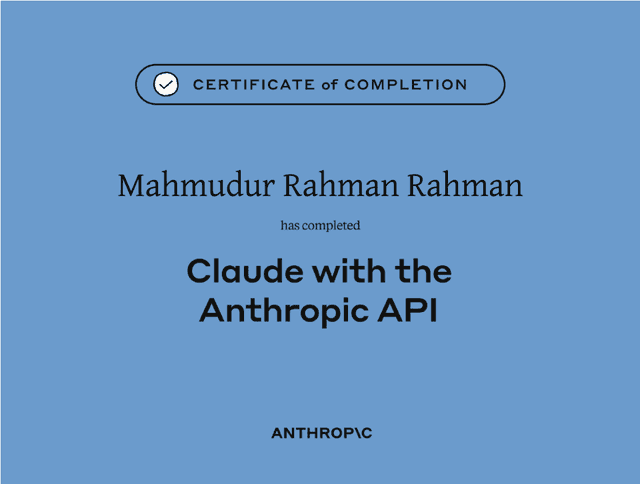 CERTIFICATE of COMPLETION
Mahmudur Rahman Rahman
has completed
Claude with the
Anthropic API
ANTHROP\C